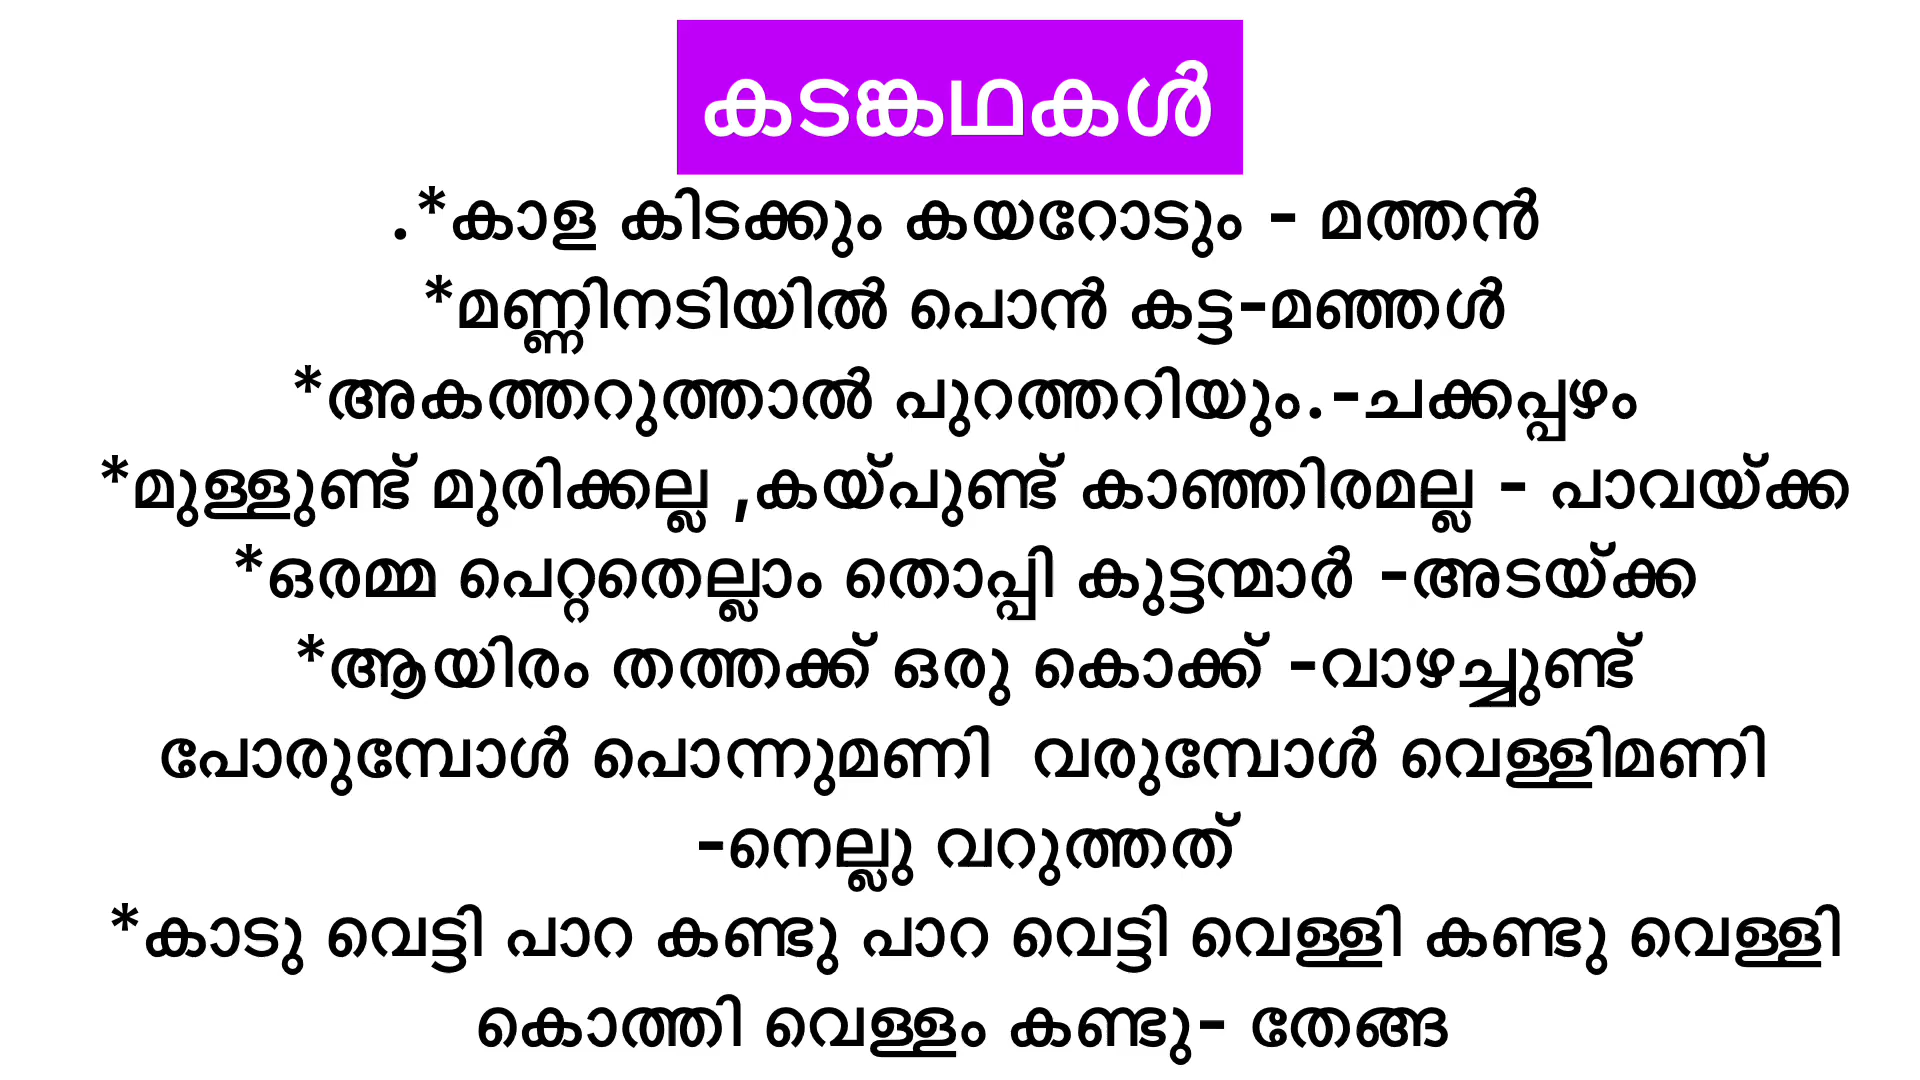 കടങ്കഥകൾ
.*കാള കിടക്കും കയറോടും - മത്തൻ
*മണ്ണിനടിയിൽ പൊൻ കട്ട-മഞ്ഞൾ
*അകത്തറുത്താൽ പുറത്തറിയും.-ചക്കപ്പഴം
*മുള്ളുണ്ട് മുരിക്കല്ല ,കയ്പുണ്ട് കാഞ്ഞിരമല്ല - പാവയ്ക്ക
*ഒരമ്മ പെറ്റതെല്ലാം തൊപ്പി കുട്ടന്മാർ -അടയ്ക്ക
*ആയിരം തത്തക്ക് ഒരു കൊക്ക് -വാഴച്ചുണ്ട്
പോരുമ്പോൾ പൊന്നുമണി വരുമ്പോൾ വെള്ളിമണി
-നെല്ലു വറുത്തത്
*കാടു വെട്ടി പാറ കണ്ടു പാറ വെട്ടി വെള്ളി കണ്ടു വെള്ളി
കൊത്തി വെള്ളം കണ്ടു- തേങ്ങ